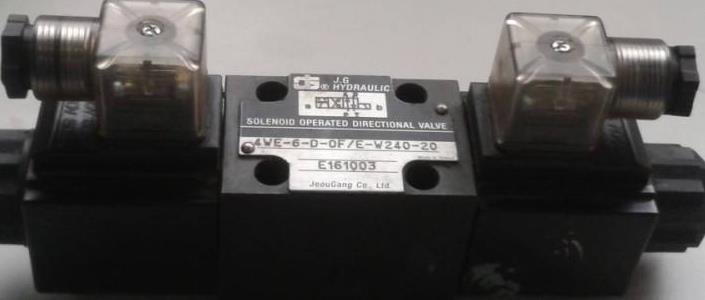 J.G
® HYDRAULIC
a b
SOLENOID OPERATED DIRECTIONAL VALVE
4WE-6-D-OF/E-W240-20
E161003
JeouGang Co., Ltd.